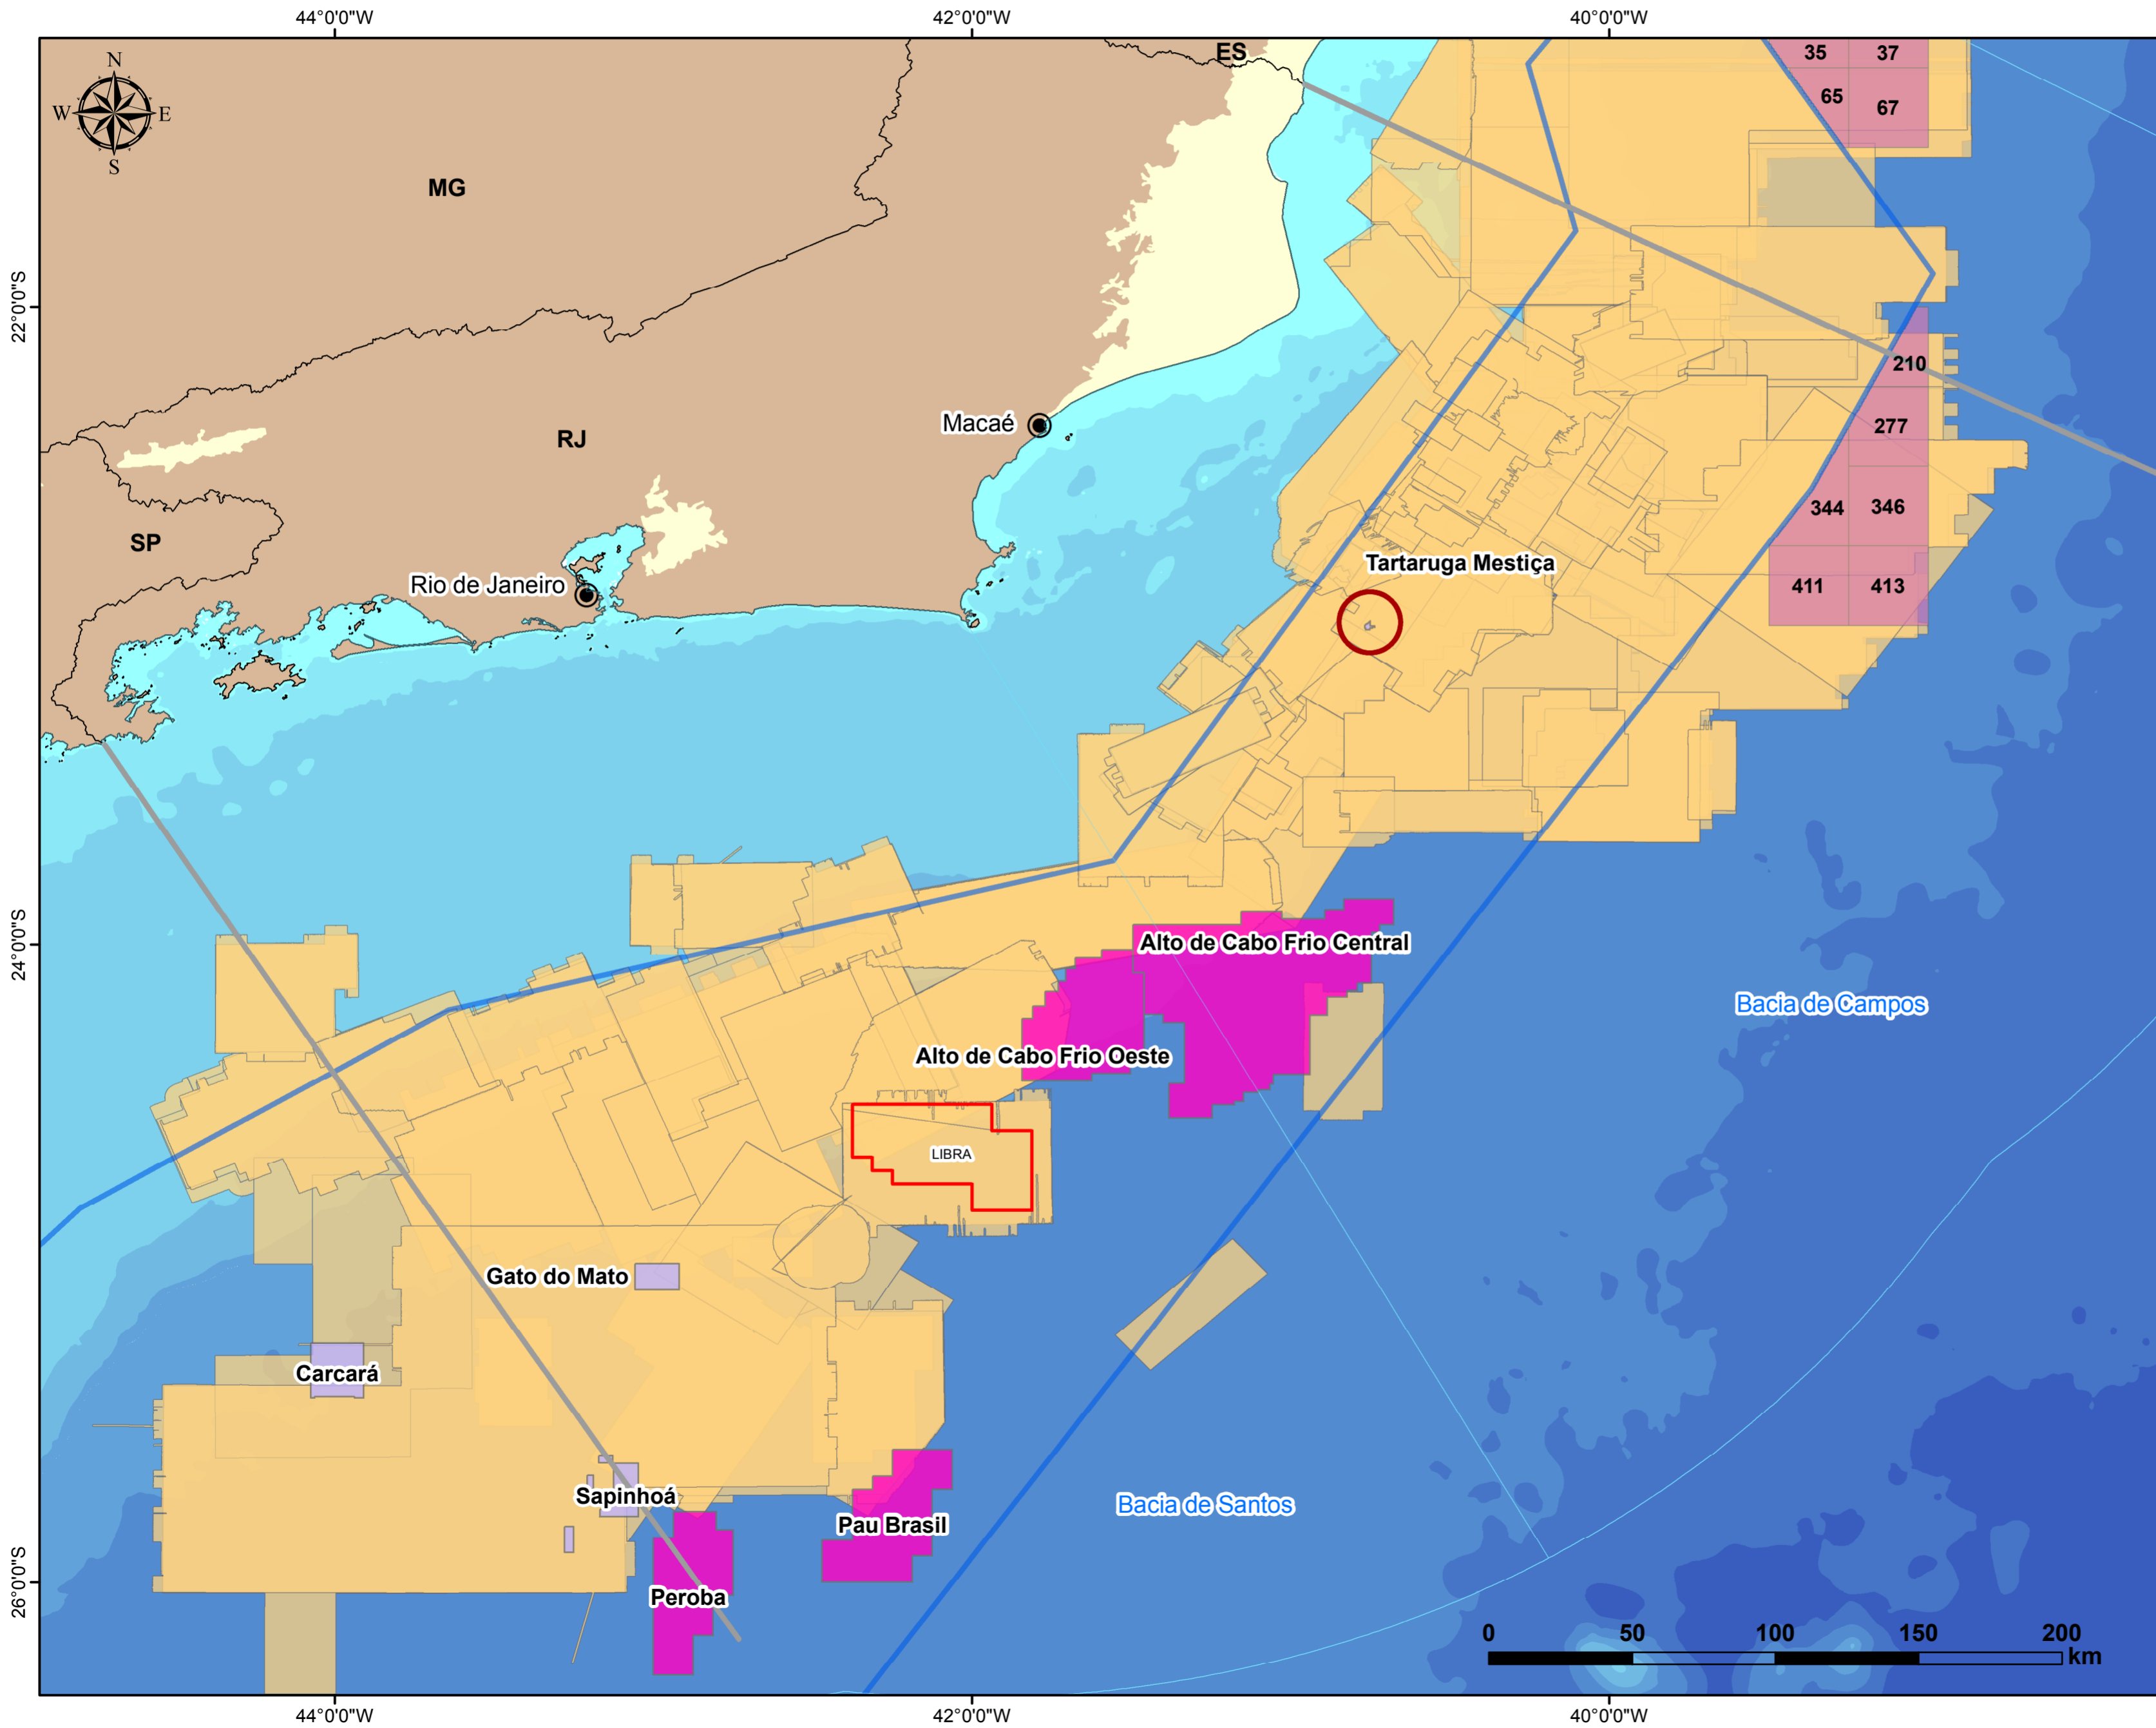 44°0'0"W
42°0'0"W
40°0'0"W
N
W
E
S
ES
35
37
65
67
MG
22°0'0"S
210
Macaé
277
RJ
344
346
SP
Tartaruga Mestiça
Rio de Janeiro
411
413
24°0'0"S
Alto de Cabo Frio Central
Bacia de Campos
Alto de Cabo Frio Oeste
LIBRA
Gato do Mato
Carcará
Sapinhoá
Bacia de Santos
Pau Brasil
26°0'0"S
Peroba
0
50
100
150
200
km
44°0'0"W
42°0'0"W
40°0'0"W